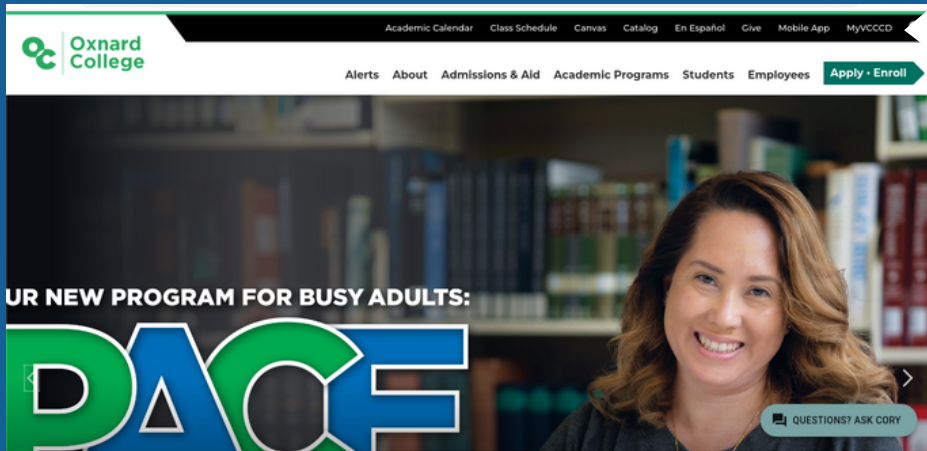 Academic Calendar Class Schedule Canvas Catalog En Español Give Mobile App MyVCCCD
Oxnard
College
Alerts About Admissions & Aid Academic Programs Students Employees Apply • Enroll
UR NEW PROGRAM FOR BUSY ADULTS:
PACE
QUESTIONS? ASK CORY